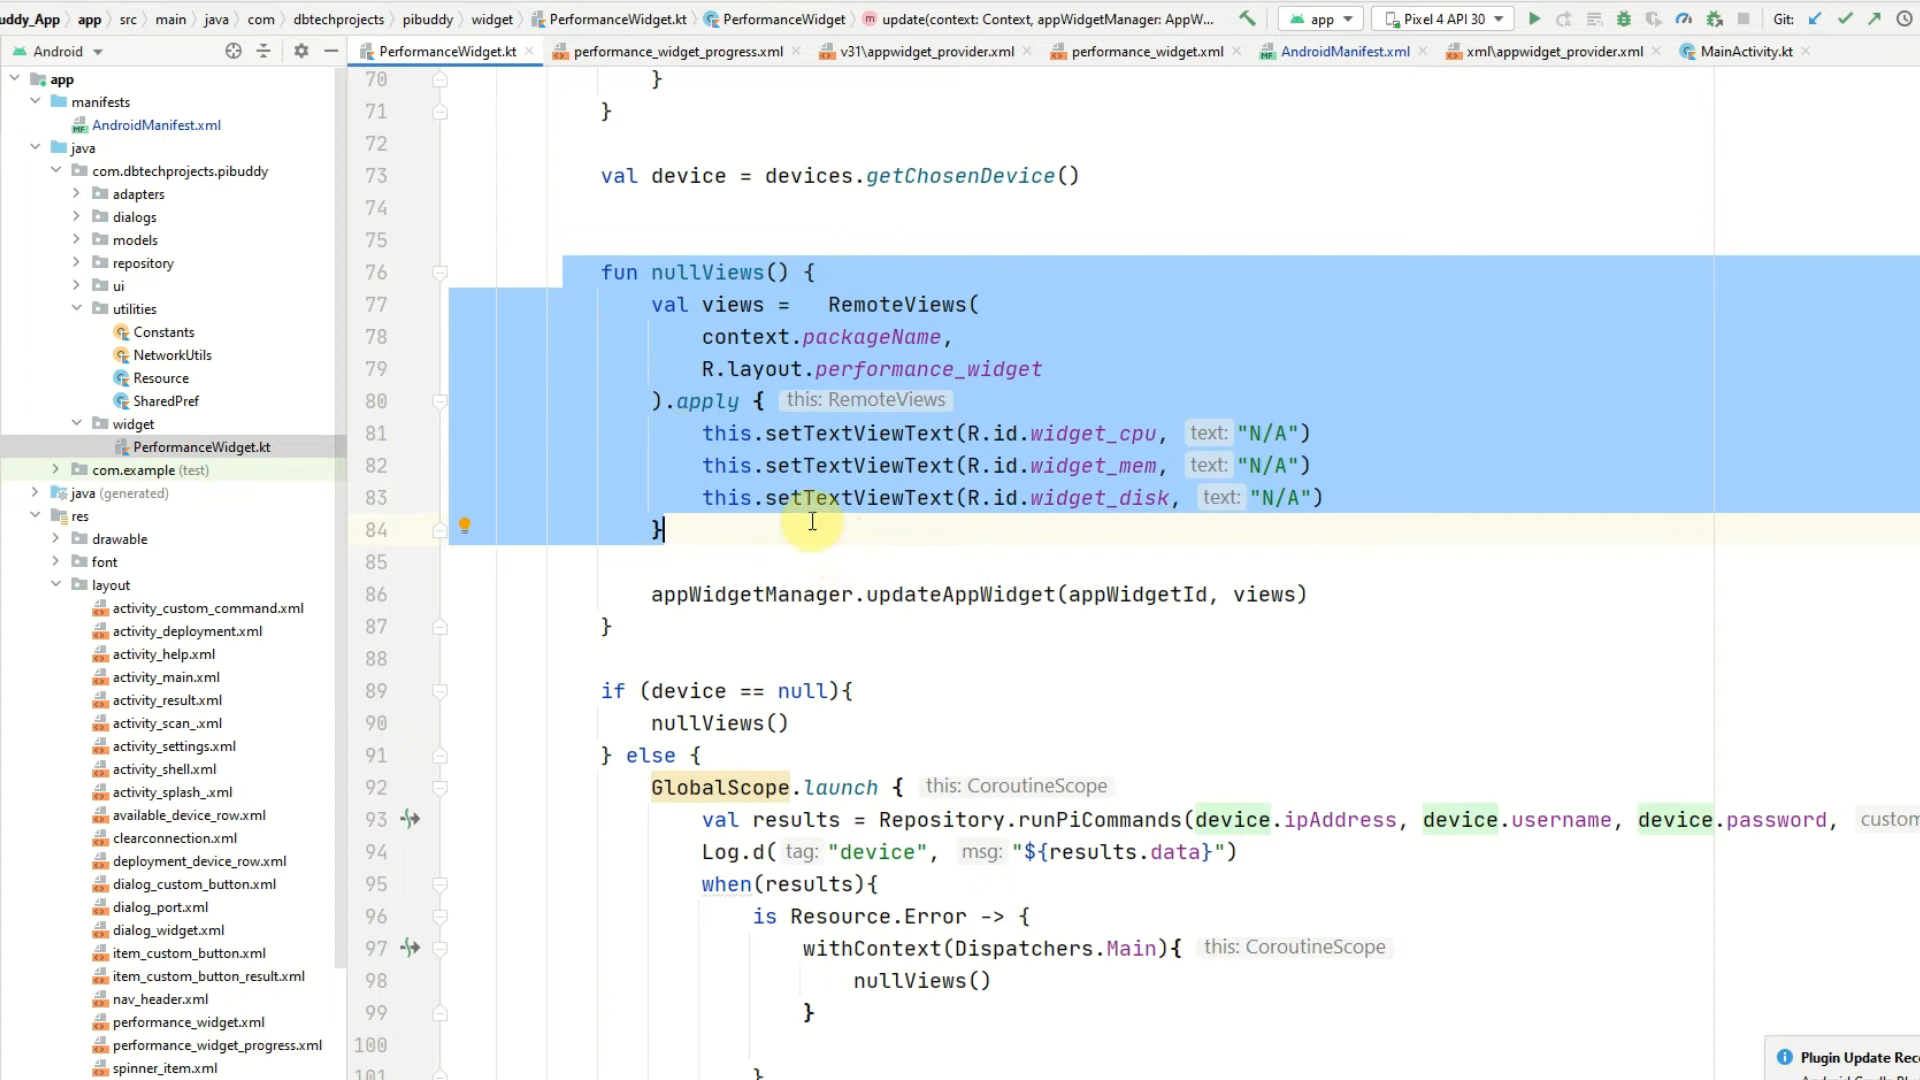 uddy_App app src main java com dbtechprojects pibuddy widget PerformanceWidget.kt PerformanceWidget update(context: Context, appWidgetManager: AppW... app Pixel 4 API 30 Git:
Android
PerformanceWidget.kt performance_widget_progress.xml v31\appwidget_provider.xml performance_widget.xml AndroidManifest.xml xml\appwidget_provider.xml MainActivity.kt
app
manifests
AndroidManifest.xml
java
com.dbtechprojects.pibuddy
adapters
dialogs
models
repository
ui
utilities
Constants
NetworkUtils
Resource
SharedPref
widget
PerformanceWidget.kt
com.example (test)
java (generated)
res
drawable
font
layout
activity_custom_command.xml
activity_deployment.xml
activity_help.xml
activity_main.xml
activity_result.xml
activity_scan_.xml
activity_settings.xml
activity_shell.xml
activity_splash_.xml
available_device_row.xml
clearconnection.xml
deployment_device_row.xml
dialog_custom_button.xml
dialog_port.xml
dialog_widget.xml
item_custom_button.xml
item_custom_button_result.xml
nav_header.xml
performance_widget.xml
performance_widget_progress.xml
spinner_item.xml
70 }
71 }
72
73 val device = devices.getChosenDevice()
74
75
76 fun nullViews() {
77 val views = RemoteViews(
78 context.packageName,
79 R.layout.performance_widget
80 ).apply { this: RemoteViews
81 this.setTextViewText(R.id.widget_cpu, text: "N/A")
82 this.setTextViewText(R.id.widget_mem, text: "N/A")
83 this.setTextViewText(R.id.widget_disk, text: "N/A")
84 }
85
86 appWidgetManager.updateAppWidget(appWidgetId, views)
87 }
88
89 if (device == null){
90 nullViews()
91 } else {
92 GlobalScope.launch { this: CoroutineScope
93 val results = Repository.runPiCommands(device.ipAddress, device.username, device.password, custom
94 Log.d( tag: "device", msg: "${results.data}")
95 when(results){
96 is Resource.Error -> {
97 withContext(Dispatchers.Main){ this: CoroutineScope
98 nullViews()
99 }
100
101 }
Plugin Update Rec